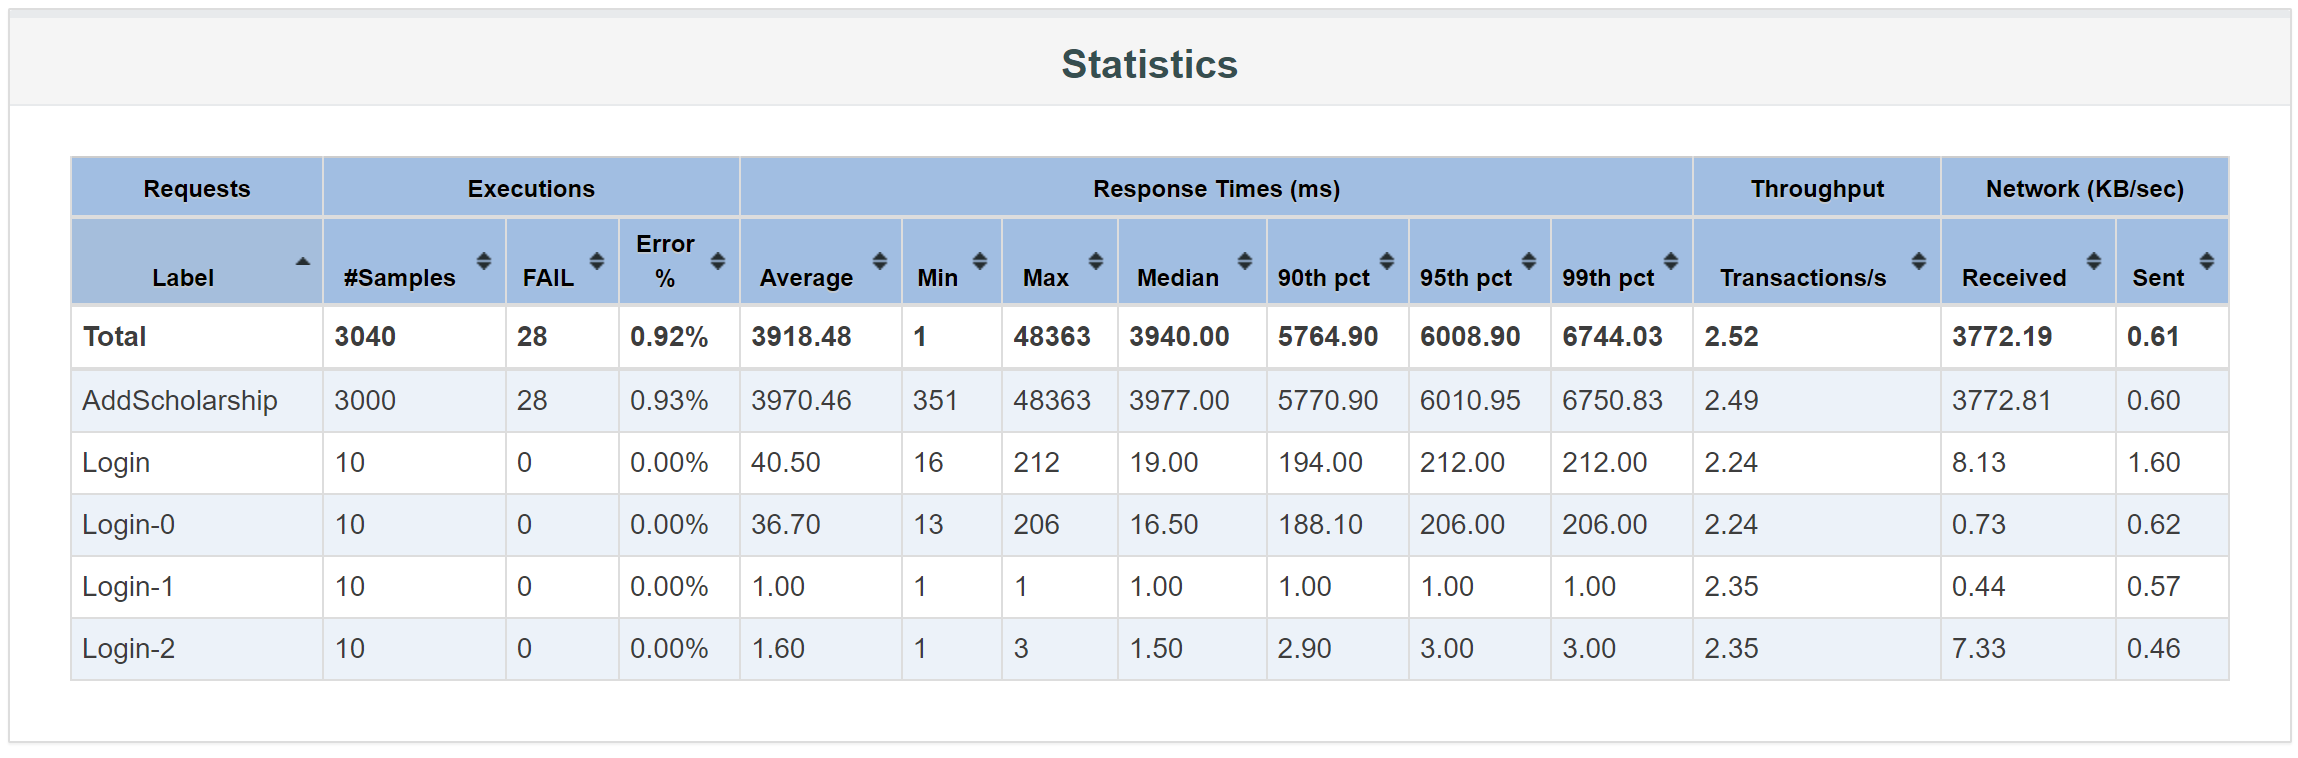 Statistics
Requests Executions Response Times (ms) Throughput Network (KB/sec)
Label #Samples FAIL Error % Average Min Max Median 90th pct 95th pct 99th pct Transactions/s Received Sent
Total 3040 28 0.92% 3918.48 1 48363 3940.00 5764.90 6008.90 6744.03 2.52 3772.19 0.61
AddScholarship 3000 28 0.93% 3970.46 351 48363 3977.00 5770.90 6010.95 6750.83 2.49 3772.81 0.60
Login 10 0 0.00% 40.50 16 212 19.00 194.00 212.00 212.00 2.24 8.13 1.60
Login-0 10 0 0.00% 36.70 13 206 16.50 188.10 206.00 206.00 2.24 0.73 0.62
Login-1 10 0 0.00% 1.00 1 1 1.00 1.00 1.00 1.00 2.35 0.44 0.57
Login-2 10 0 0.00% 1.60 1 3 1.50 2.90 3.00 3.00 2.35 7.33 0.46